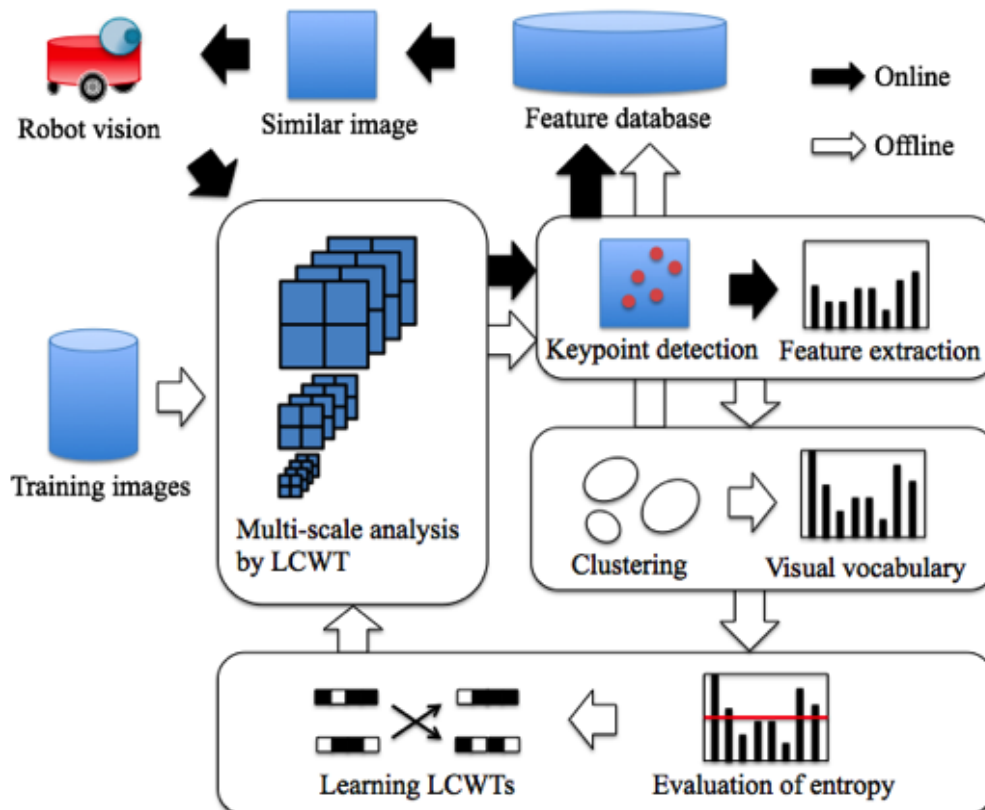 Robot vision
Similar image
Feature database
Online
Offline
Training images
Multi-scale analysis
by LCWT
Keypoint detection
Feature extraction
Clustering
Visual vocabulary
Learning LCWTs
Evaluation of entropy